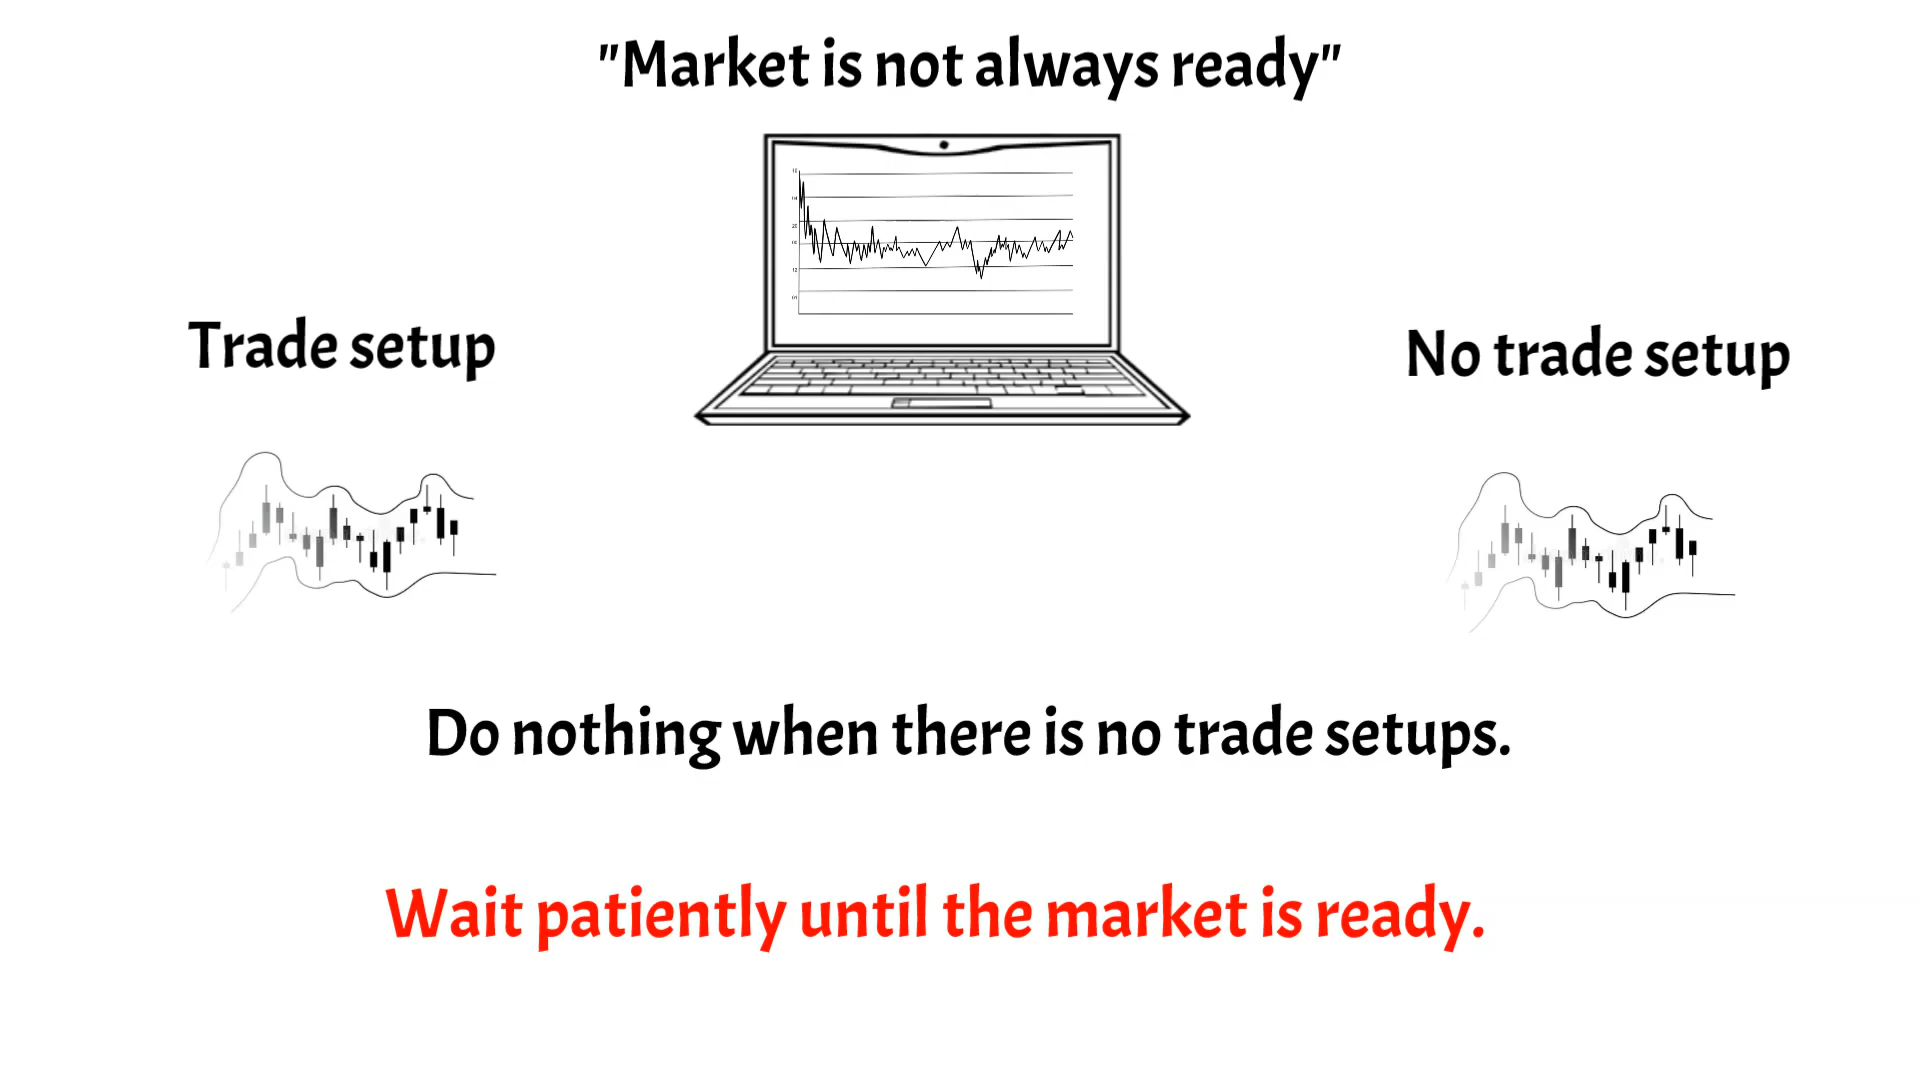 "Market is not always ready"
Trade setup
No trade setup
Do nothing when there is no trade setups.
Wait patiently until the market is ready.